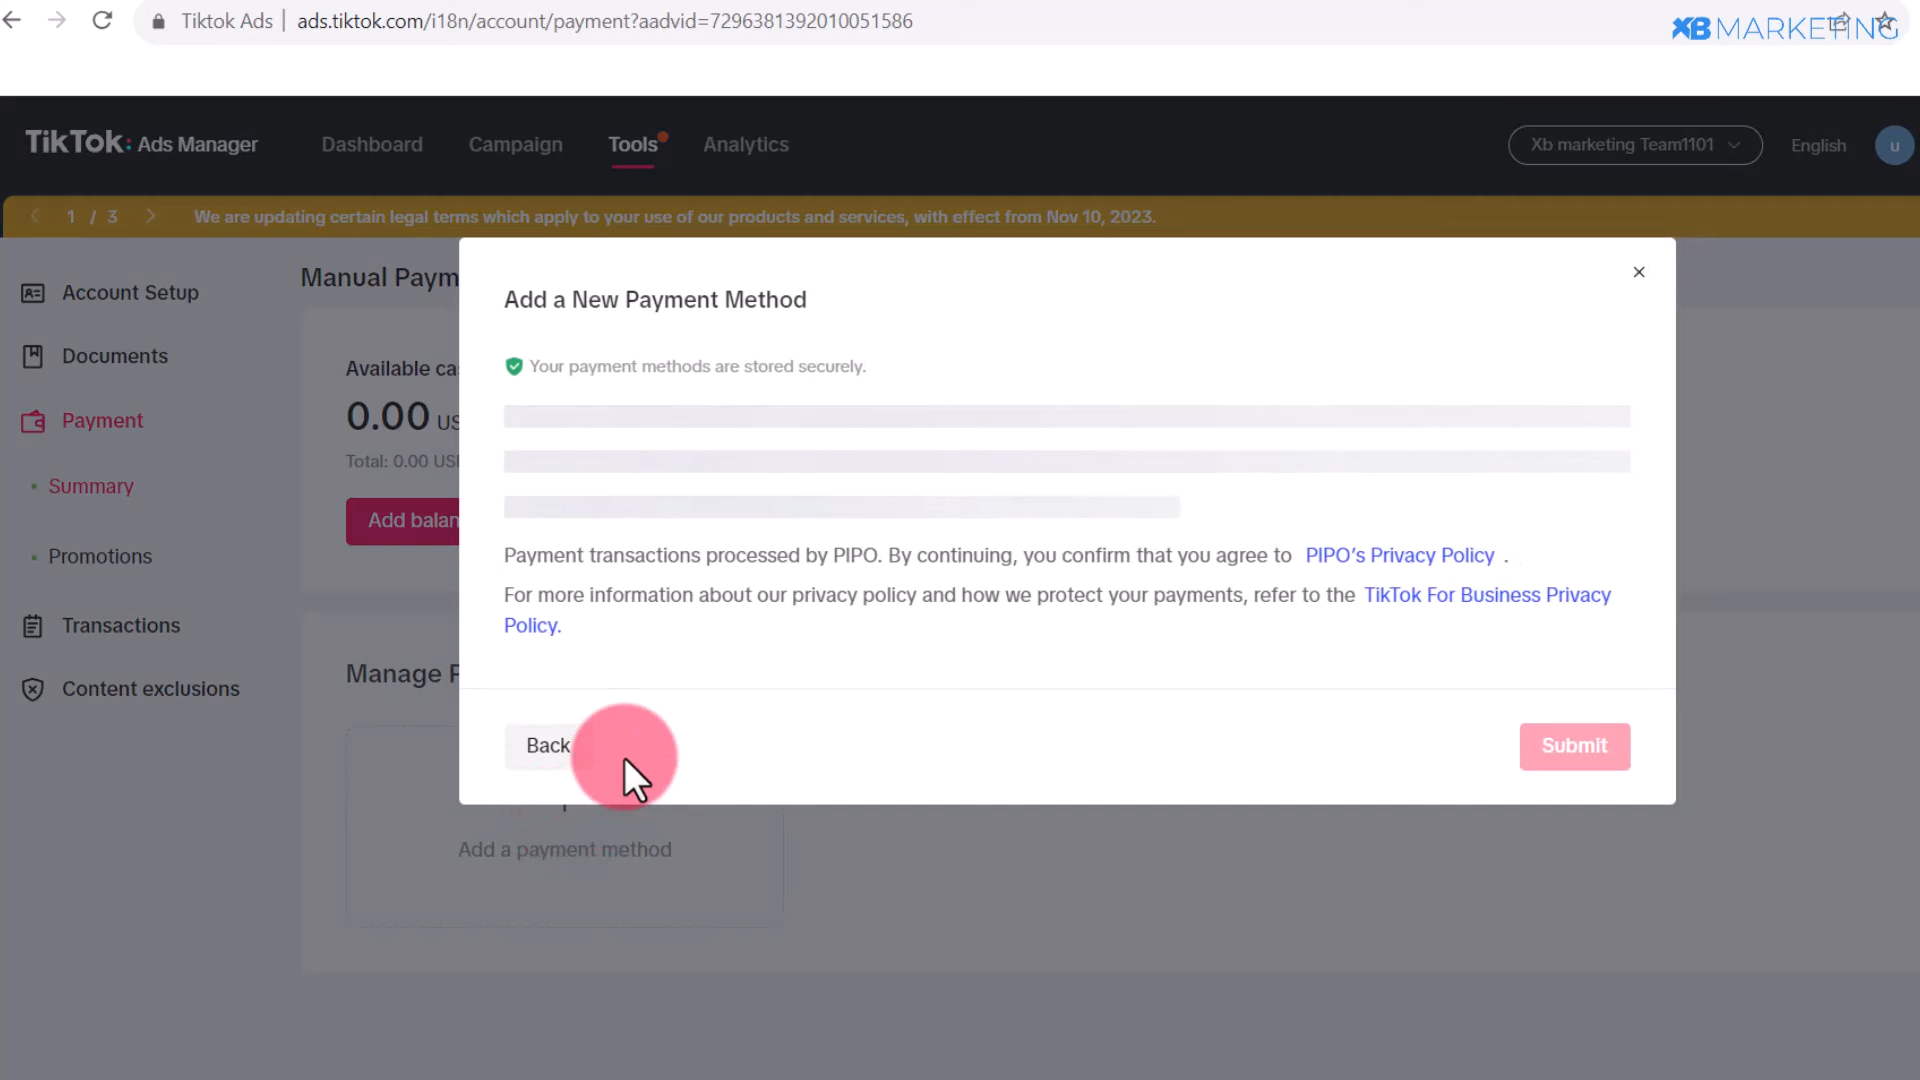 Tiktok Ads | ads.tiktok.com/i18n/account/payment?aadvid=7296381392010051586
XB MARKETING
TikTok: Ads Manager
Dashboard
Campaign
Tools
Analytics
Xb marketing Team1101
English
u
1 / 3
We are updating certain legal terms which apply to your use of our products and services, with effect from Nov 10, 2023.
Account Setup
Documents
Payment
Summary
Promotions
Transactions
Content exclusions
Manual Paym
Available ca
0.00 US
Total: 0.00 US
Add balan
Manage P
Add a payment method
Add a New Payment Method
Your payment methods are stored securely.
Payment transactions processed by PIPO. By continuing, you confirm that you agree to PIPO's Privacy Policy .
For more information about our privacy policy and how we protect your payments, refer to the TikTok For Business Privacy
Policy.
Back
Submit